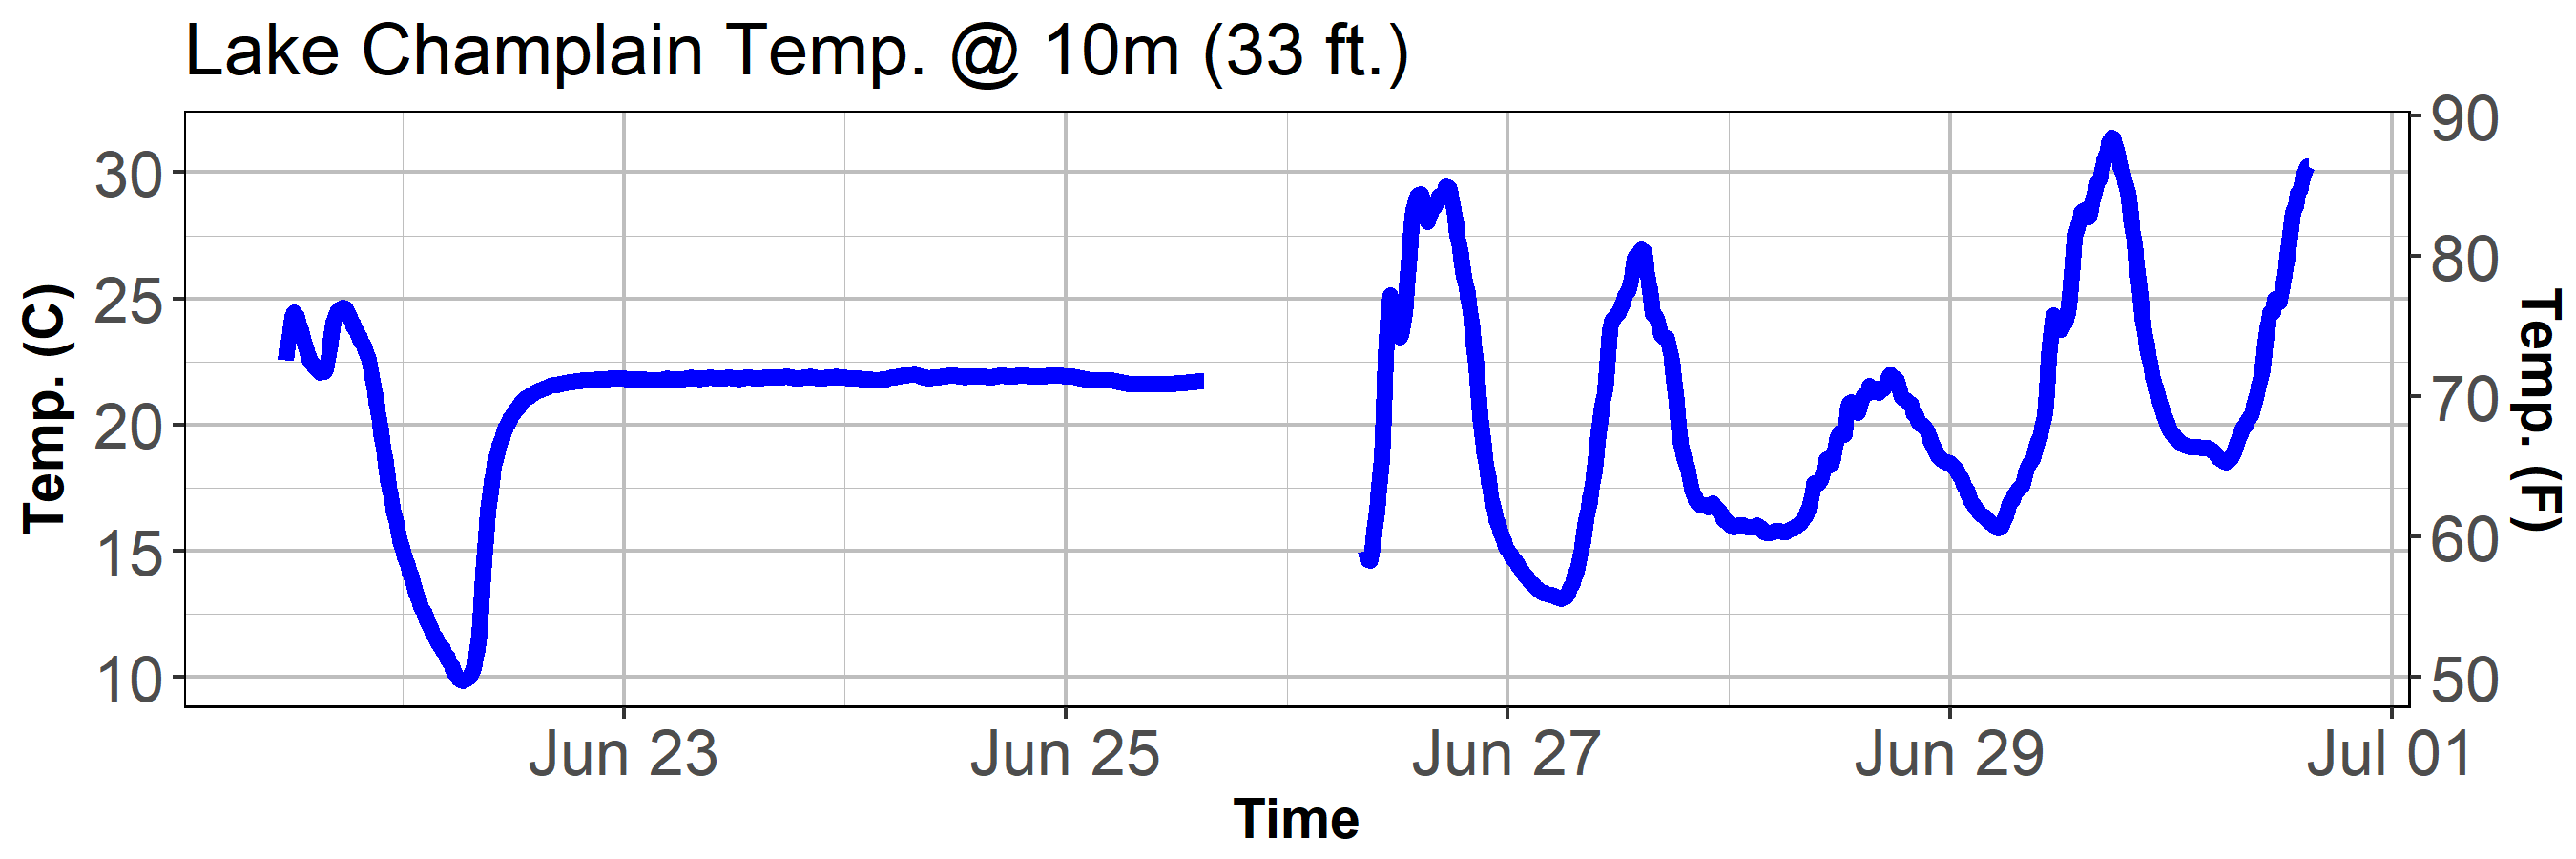 Lake Champlain Temp. @ 10m (33 ft.)
Temp. (C)
30
25
20
15
10
90
80
70
60
50
Temp. (F)
Jun 23
Jun 25
Jun 27
Jun 29
Jul 01
Time